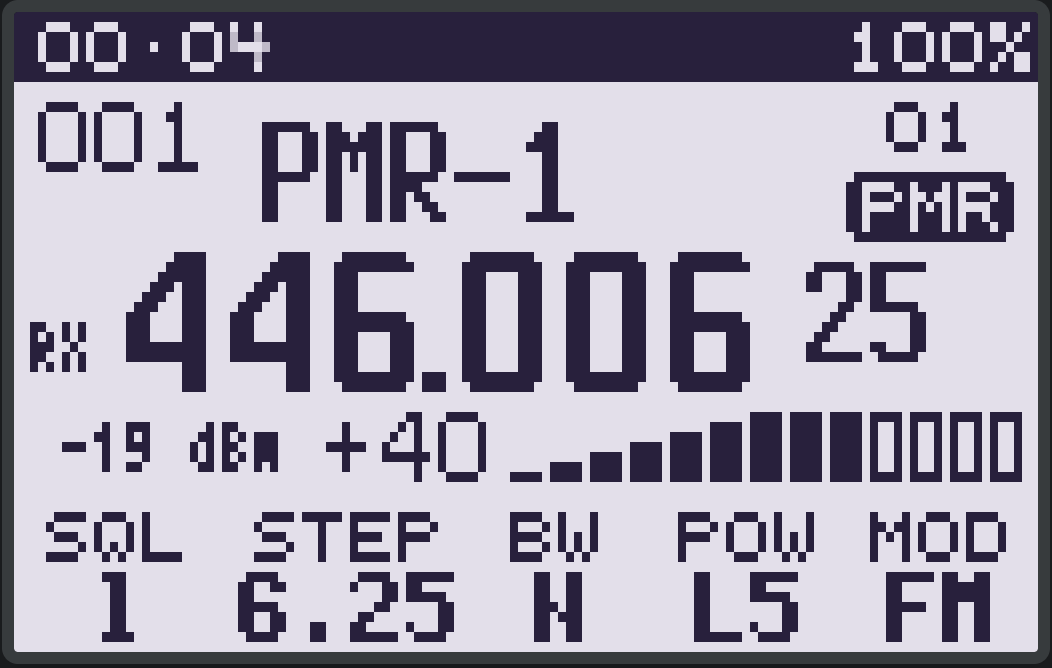 00·04 100%
001 PMR-1 01
PMR
RX 446.006 25
-19 dBm +40
SQL STEP BW POW MOD
1 6.25 N L5 FM